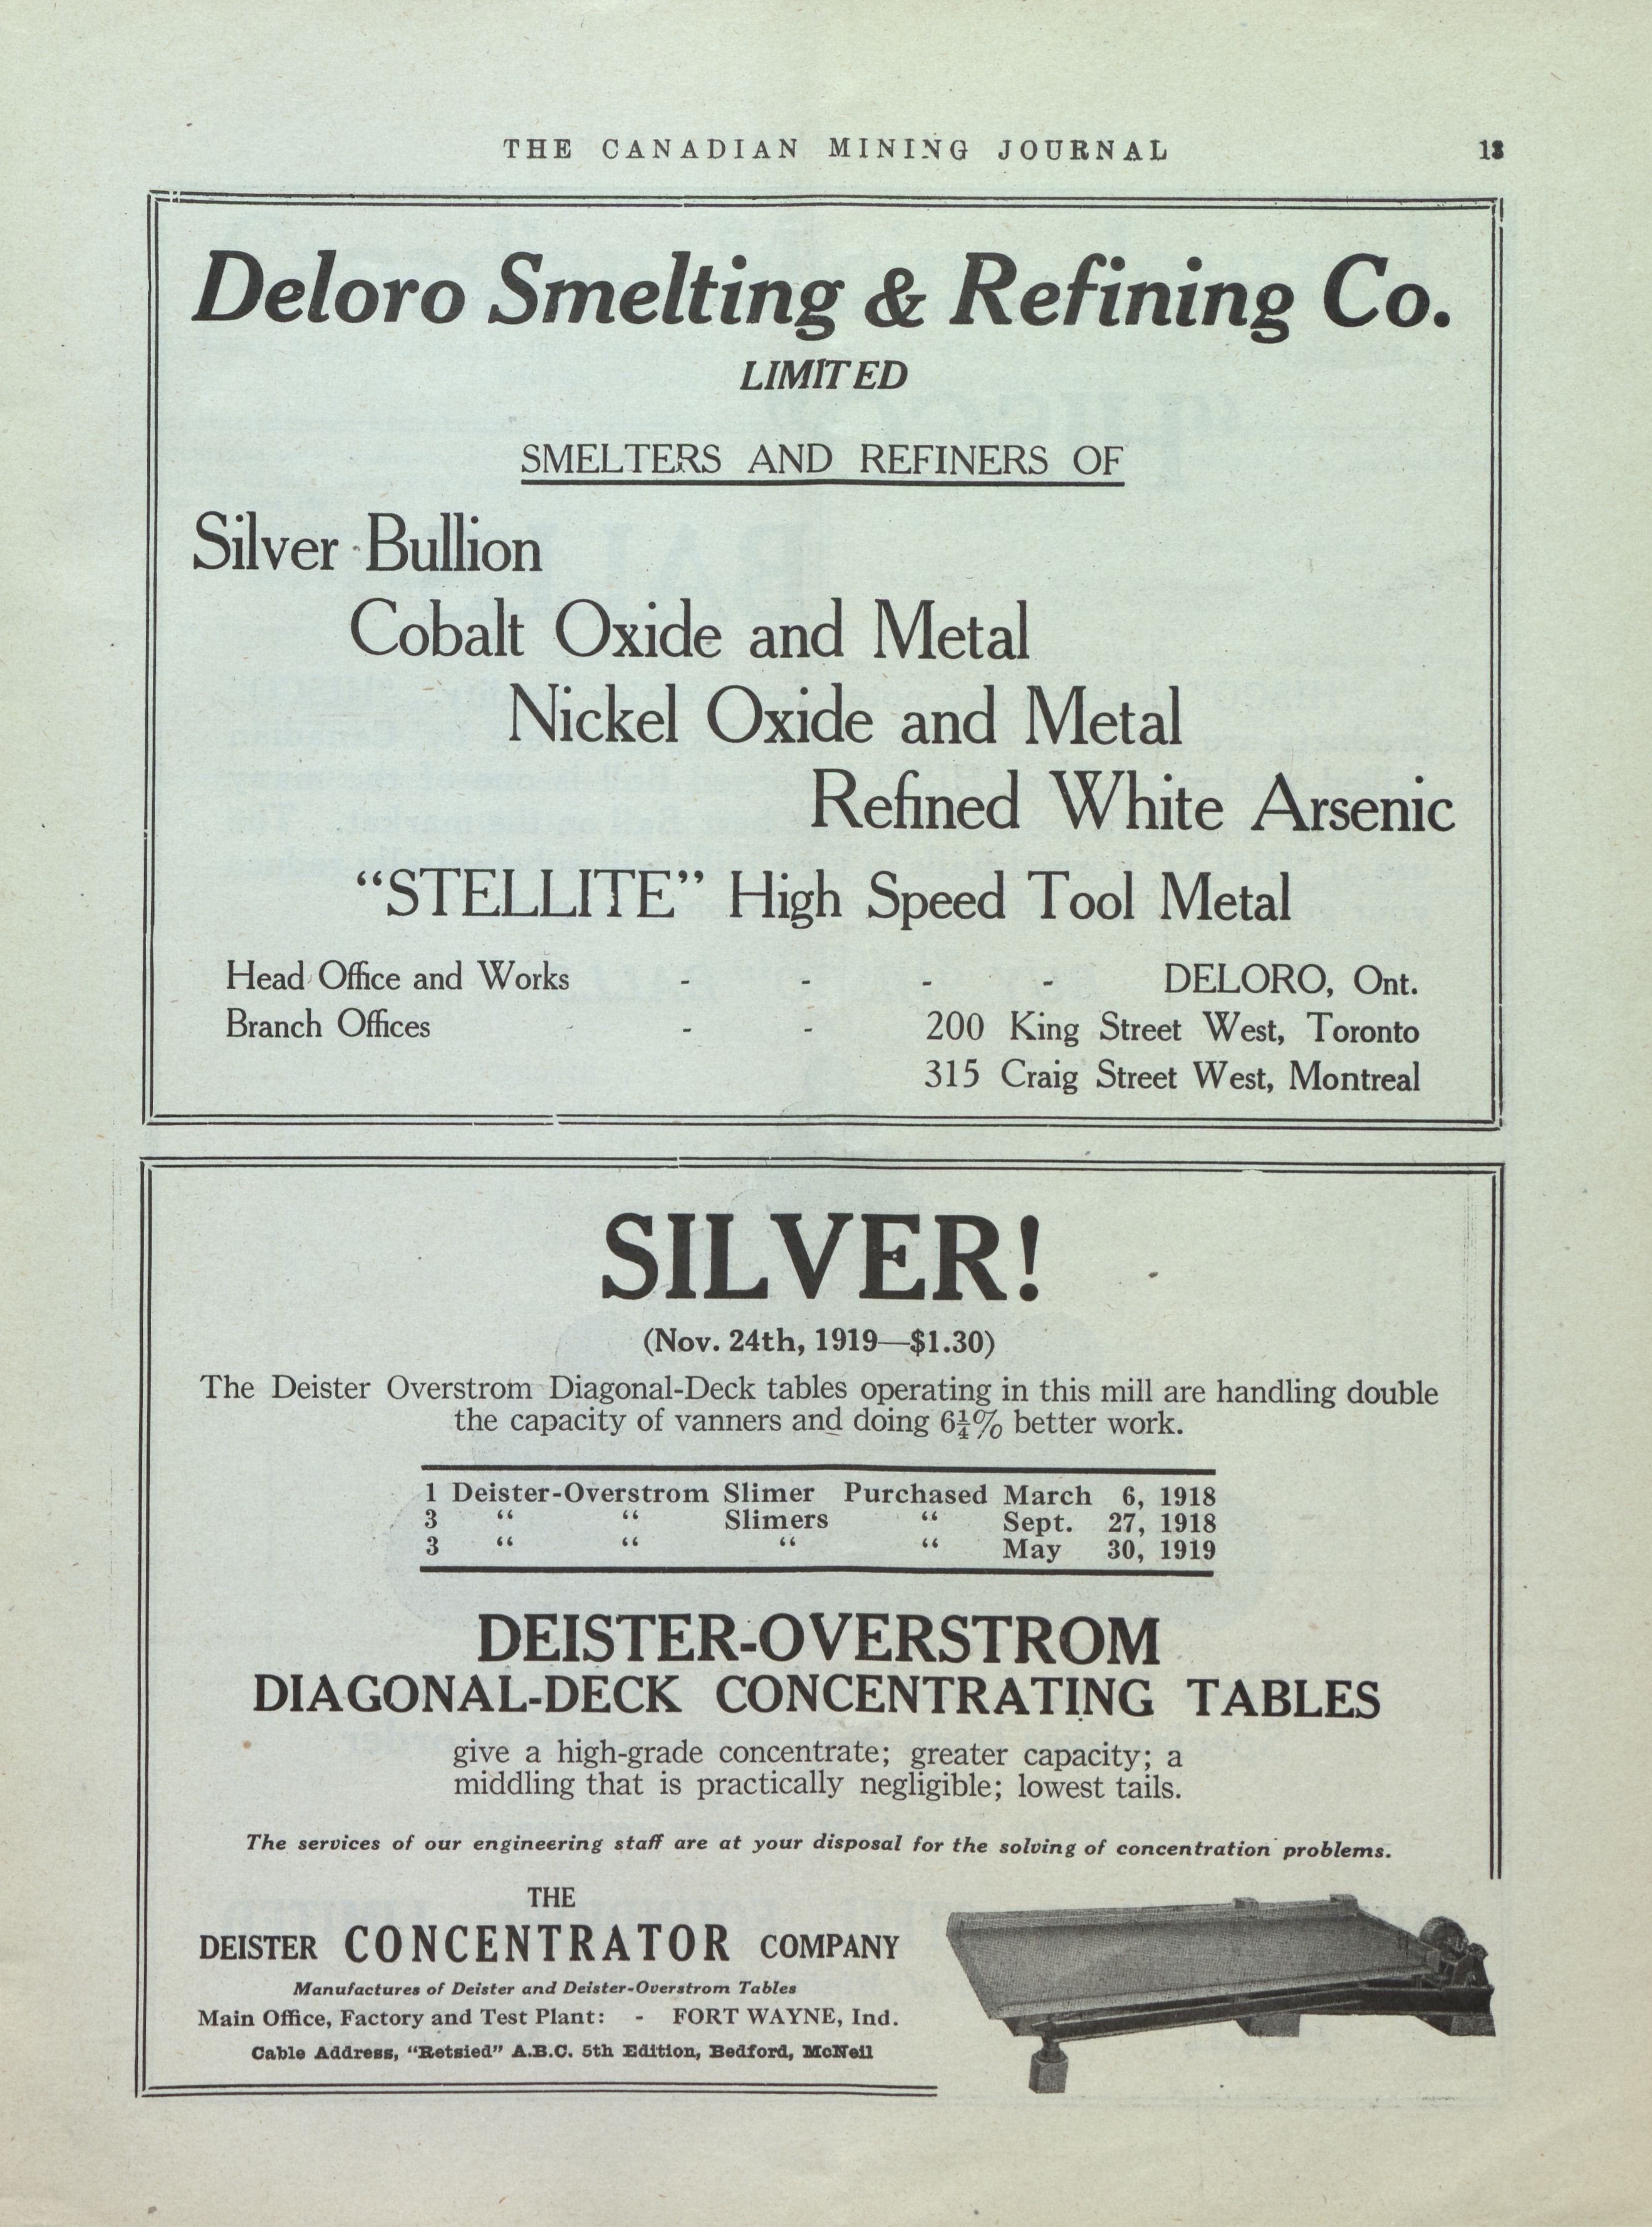 THE CANADIAN MINING JOURNAL 13
Deloro Smelting & Refining Co.
LIMITED
SMELTERS AND REFINERS OF
Silver Bullion
Cobalt Oxide and Metal
Nickel Oxide and Metal
Refined White Arsenic
“STELLITE” High Speed Tool Metal
Head Office and Works - - - - DELORO, Ont.
Branch Offices - - 200 King Street West, Toronto
315 Craig Street West, Montreal
SILVER!
(Nov. 24th, 1919—$1.30)
The Deister Overstrom Diagonal-Deck tables operating in this mill are handling double
the capacity of vanners and doing 6¼% better work.
1 Deister-Overstrom Slimer Purchased March 6, 1918
3 “ “ Slimers “ Sept. 27, 1918
3 “ “ “ “ May 30, 1919
DEISTER-OVERSTROM
DIAGONAL-DECK CONCENTRATING TABLES
give a high-grade concentrate; greater capacity; a
middling that is practically negligible; lowest tails.
The services of our engineering staff are at your disposal for the solving of concentration problems.
THE
DEISTER CONCENTRATOR COMPANY
Manufactures of Deister and Deister-Overstrom Tables
Main Office, Factory and Test Plant: - FORT WAYNE, Ind.
Cable Address, “Retsied” A.B.C. 5th Edition, Bedford, McNeil